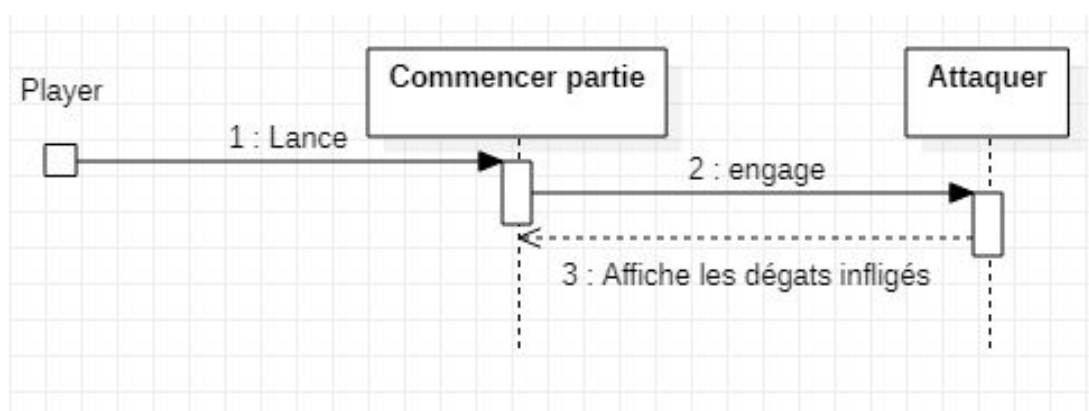 Commencer partie
Attaquer
Player
1 : Lance
2 : engage
3 : Affiche les dégats infligés